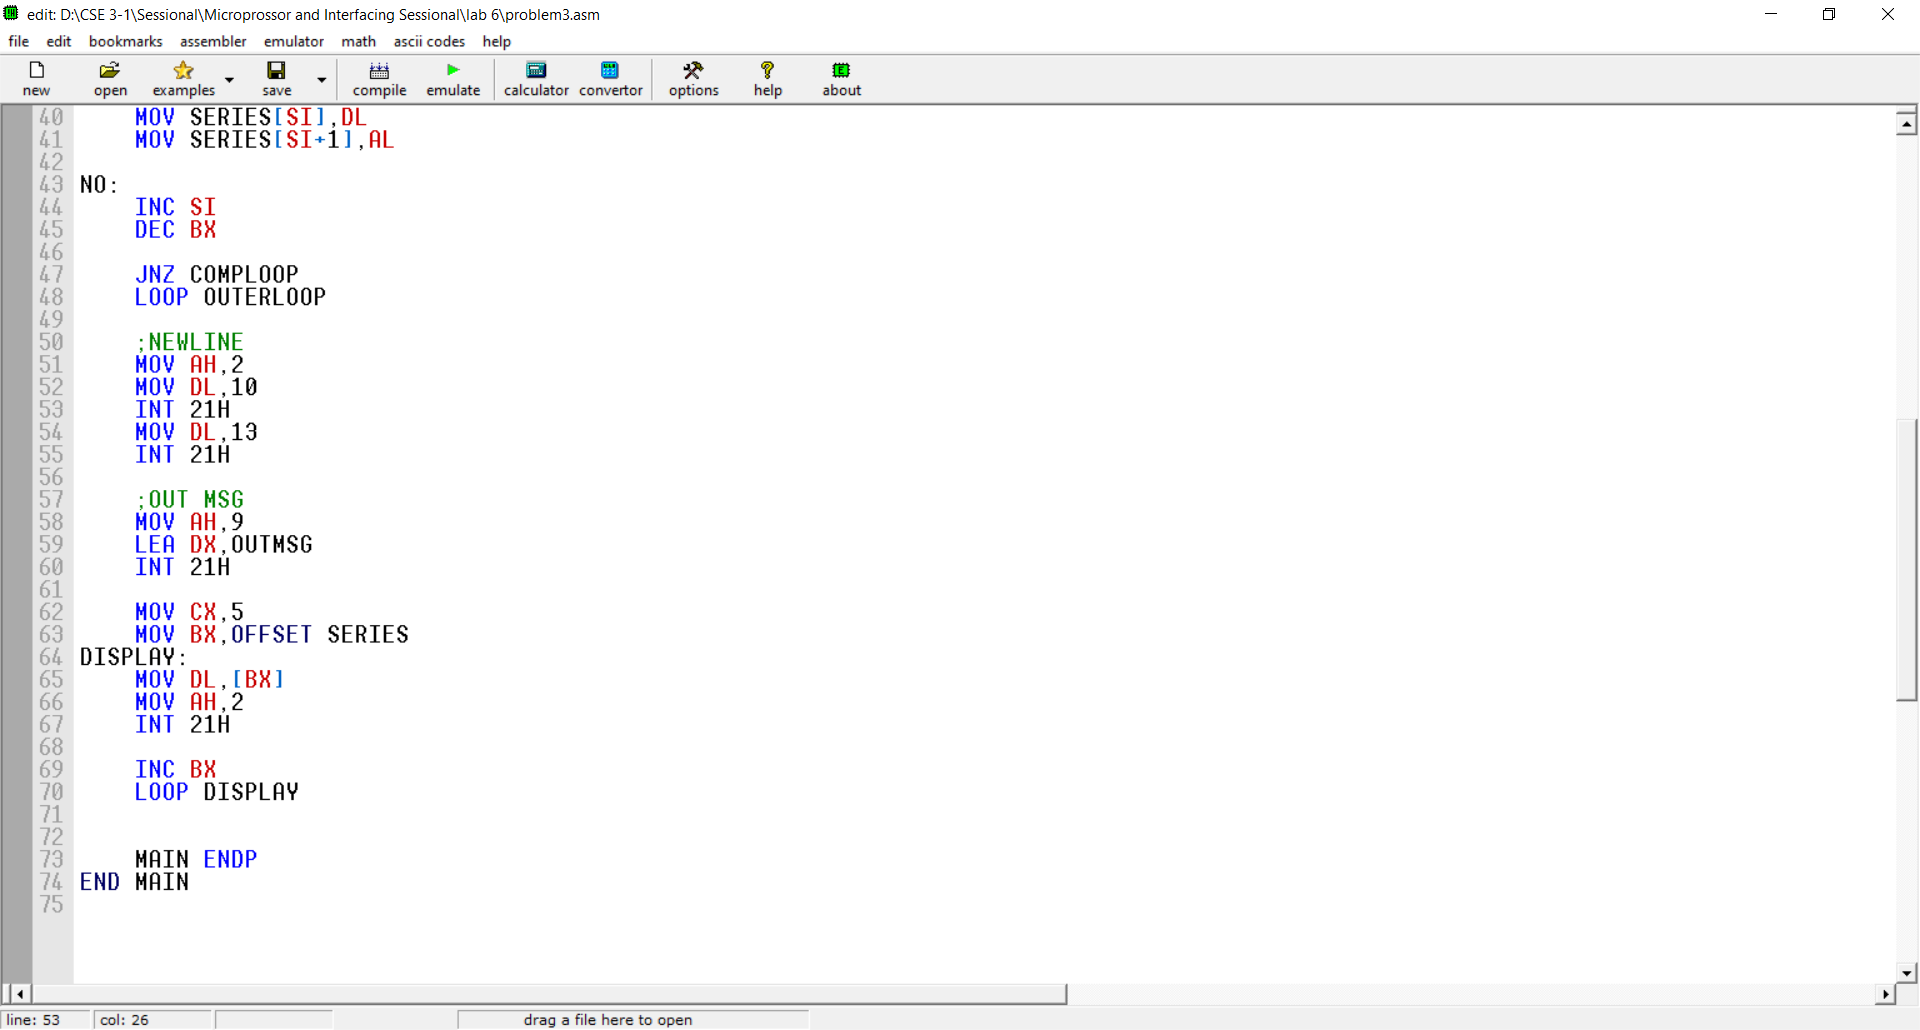 edit: D:\CSE 3-1\Sessional\Microprossor and Interfacing Sessional\lab 6\problem3.asm
file edit bookmarks assembler emulator math ascii codes help
new open examples save compile emulate calculator convertor options help about
40 MOV SERIES[SI],DL
41 MOV SERIES[SI+1],AL
42
43 NO:
44 INC SI
45 DEC BX
46
47 JNZ COMPLOOP
48 LOOP OUTERLOOP
49
50 ;NEWLINE
51 MOV AH,2
52 MOV DL,10
53 INT 21H
54 MOV DL,13
55 INT 21H
56
57 ;OUT MSG
58 MOV AH,9
59 LEA DX,OUTMSG
60 INT 21H
61
62 MOV CX,5
63 MOV BX,OFFSET SERIES
64 DISPLAY:
65 MOV DL,[BX]
66 MOV AH,2
67 INT 21H
68
69 INC BX
70 LOOP DISPLAY
71
72
73 MAIN ENDP
74 END MAIN
75
line: 53 col: 26 drag a file here to open